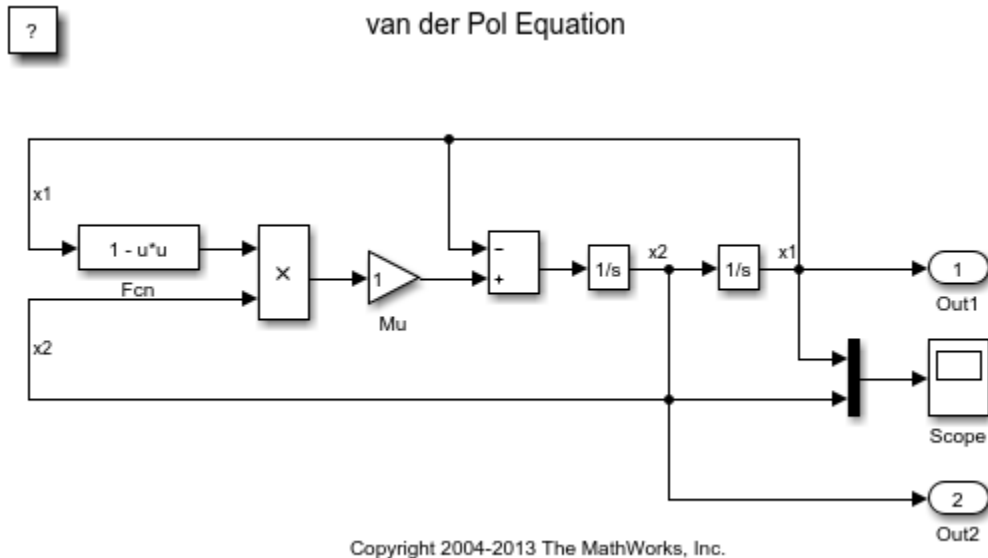 ?
van der Pol Equation
x1
1 - u*u
Fcn
×
1
Mu
−
+
1/s
x2
1/s
x1
1
Out1
x2
Scope
2
Out2
Copyright 2004-2013 The MathWorks, Inc.